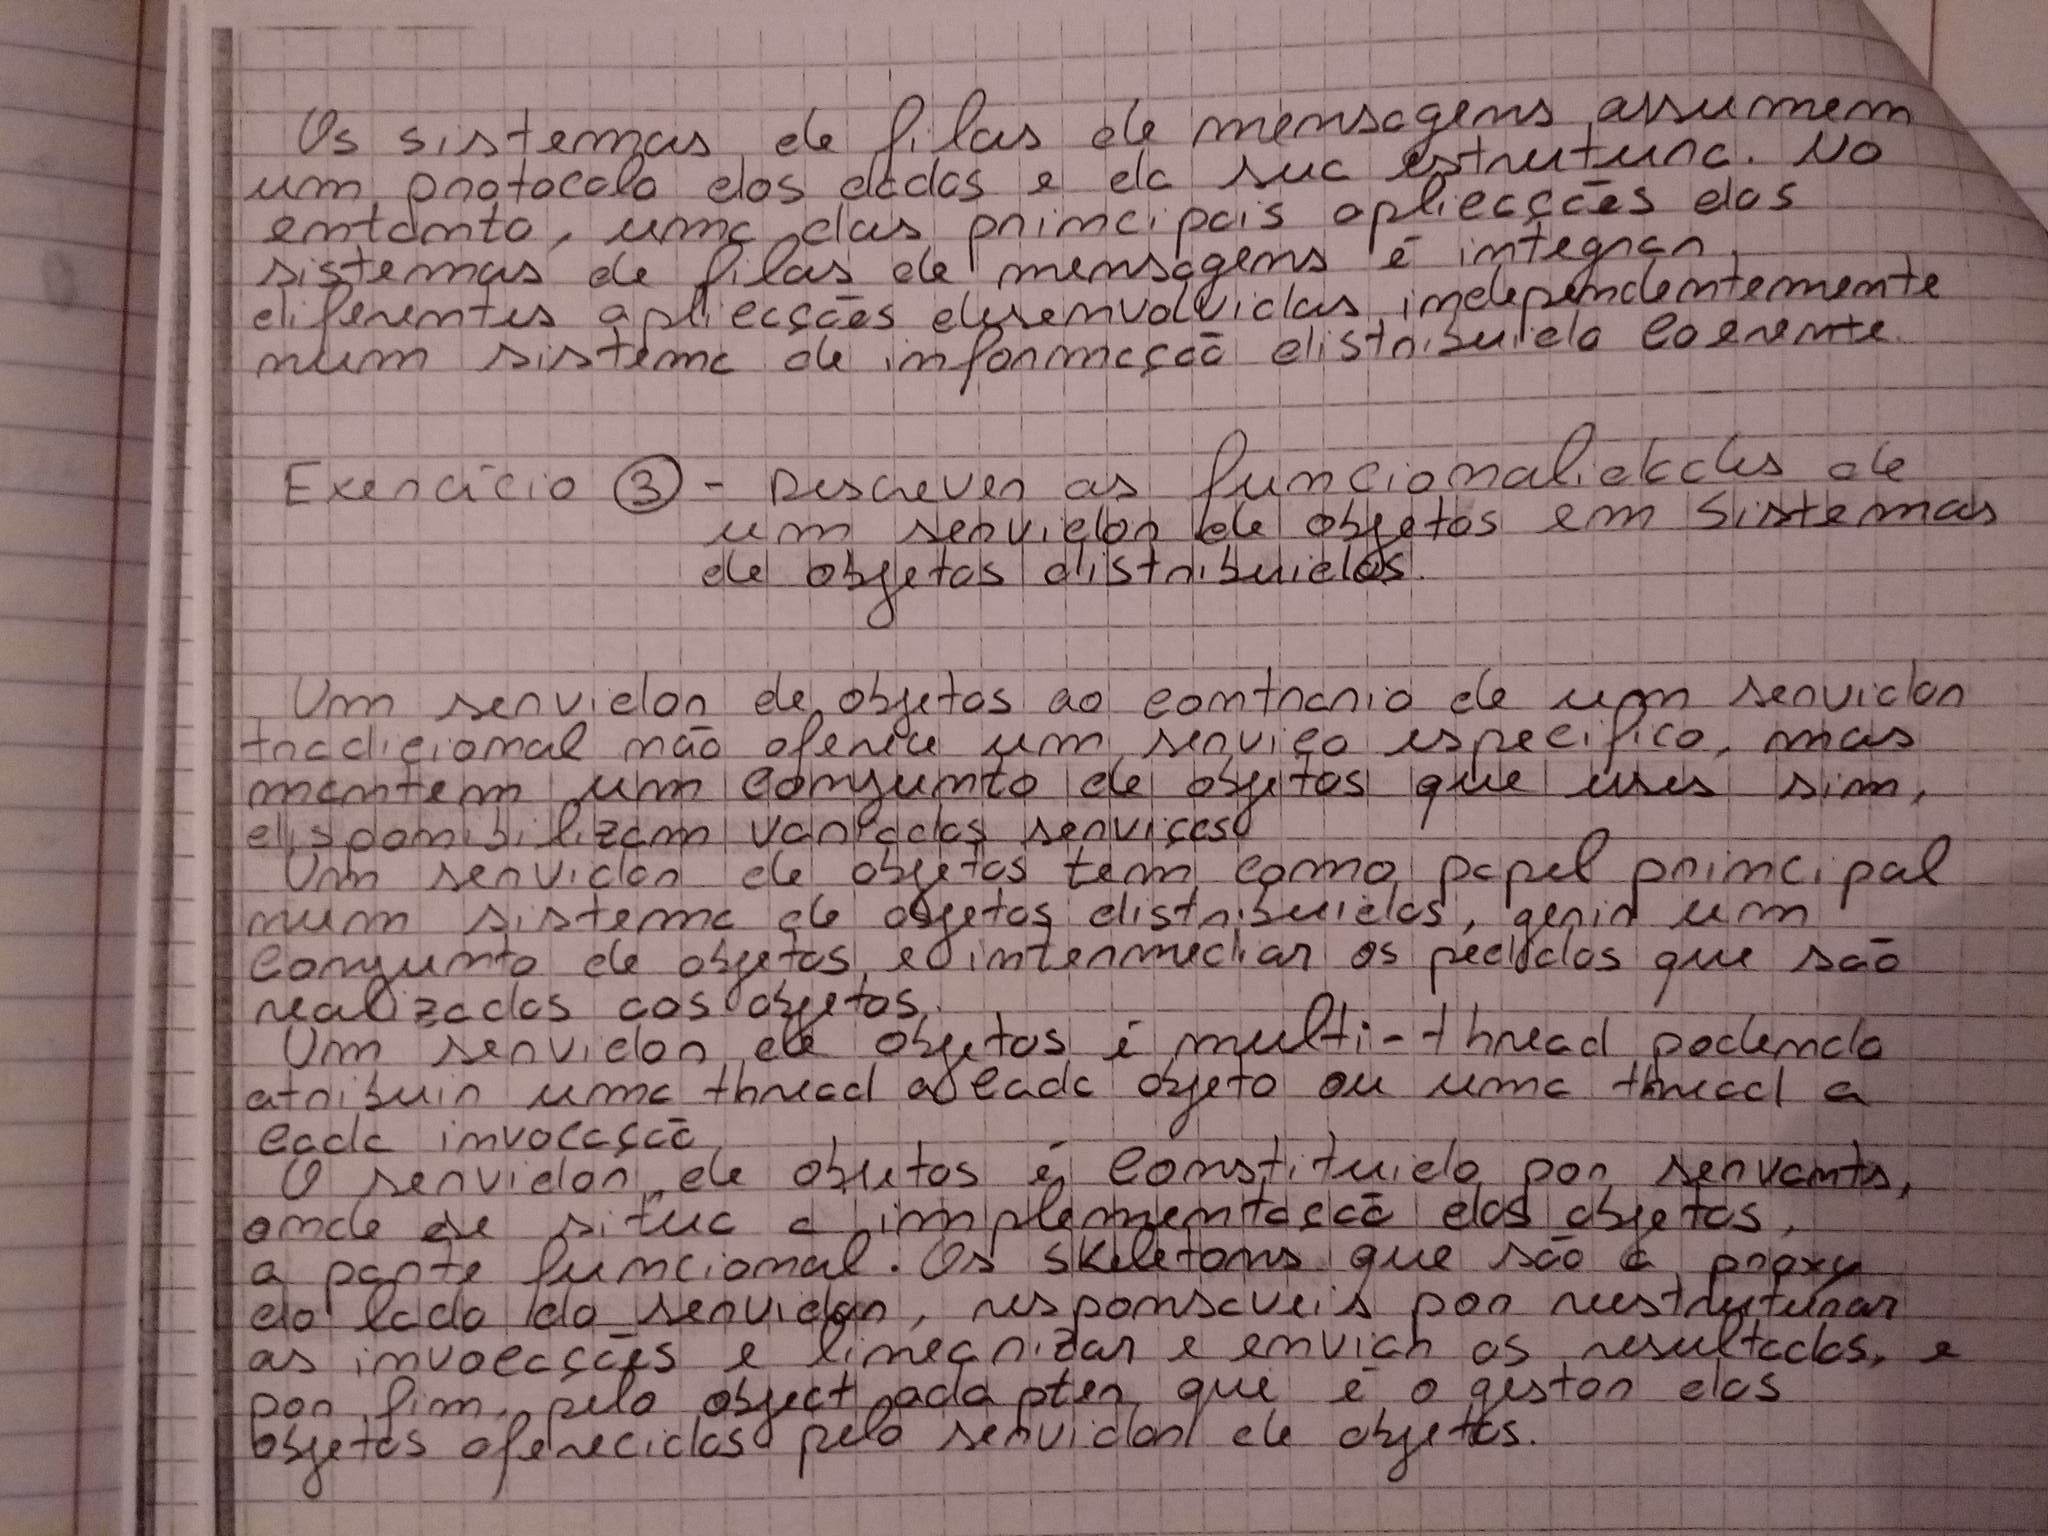 Os sistemas de filas de mensagens assumem
um protocolo dos dados e da sua estrutura. No
entanto, uma das principais aplicações dos
sistemas de filas de mensagens é integrar
diferentes aplicações desenvolvidas independentemente
num sistema de informação distribuído coerente.
Exercício 3 - Descrever as funcionalidades de
um servidor de objetos em sistemas
de objetos distribuídos.
Um servidor de objetos ao contrario de um servidor
tradicional não oferece um serviço especifico, mas
mantem um conjunto de objetos que esses sim,
disponibilizam variados serviços
Um servidor de objetos tem como papel principal
num sistema de objetos distribuidos, gerir um
conjunto de objetos e intermediar os pedidos que são
realizados aos objetos.
Um servidor de objetos é multi-thread podendo
atribuir uma thread a cada objeto ou uma thread a
cada invocação
O servidor de objetos é constituido por servants,
onde se situa a implementação dos objetos,
a parte funcional. Os skeletons que são a proxy
do lado do servidor, responsaveis por restruturar
as invocações e linearizar e enviar os resultados, e
por fim, pelo object adapter que é o gestor dos
objetos oferecidos pelo servidor de objetos.